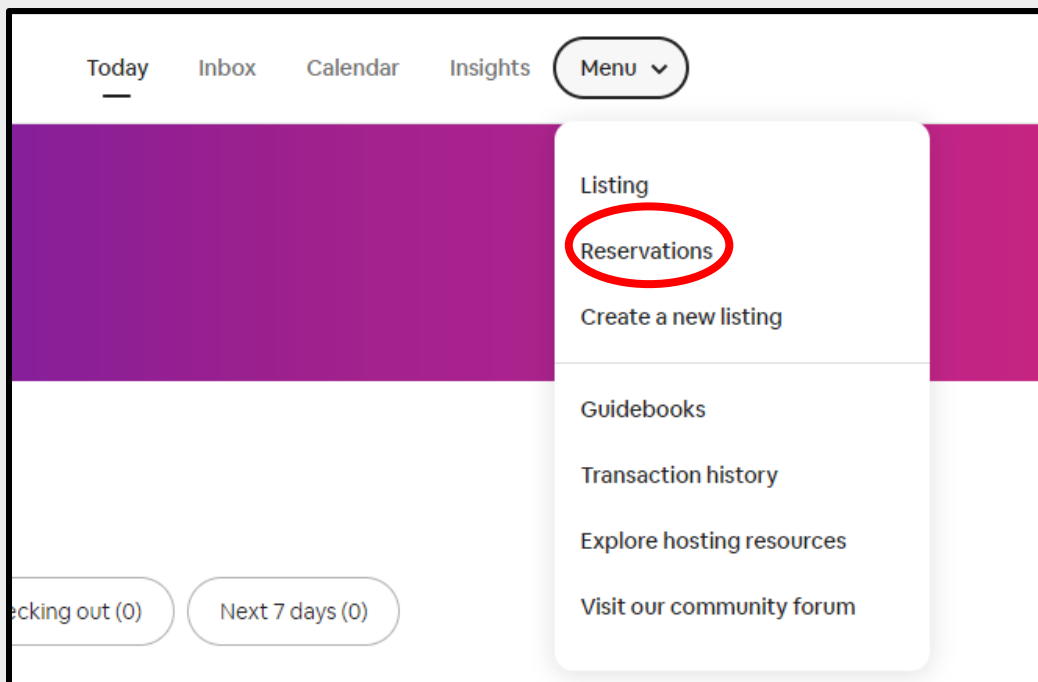 Today Inbox Calendar Insights Menu
Listing
Reservations
Create a new listing
Guidebooks
Transaction history
Explore hosting resources
Visit our community forum
ecking out (0) Next 7 days (0)